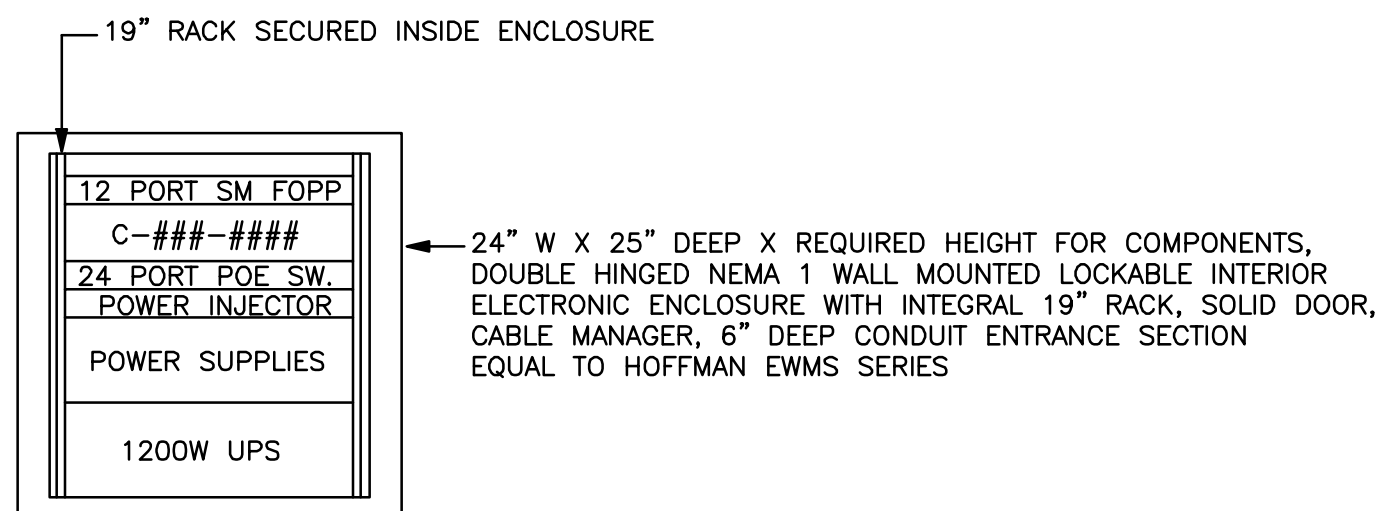 19” RACK SECURED INSIDE ENCLOSURE
12 PORT SM FOPP
C-###-####
24 PORT POE SW.
POWER INJECTOR
POWER SUPPLIES
1200W UPS
24” W X 25” DEEP X REQUIRED HEIGHT FOR COMPONENTS,
DOUBLE HINGED NEMA 1 WALL MOUNTED LOCKABLE INTERIOR
ELECTRONIC ENCLOSURE WITH INTEGRAL 19” RACK, SOLID DOOR,
CABLE MANAGER, 6” DEEP CONDUIT ENTRANCE SECTION
EQUAL TO HOFFMAN EWMS SERIES